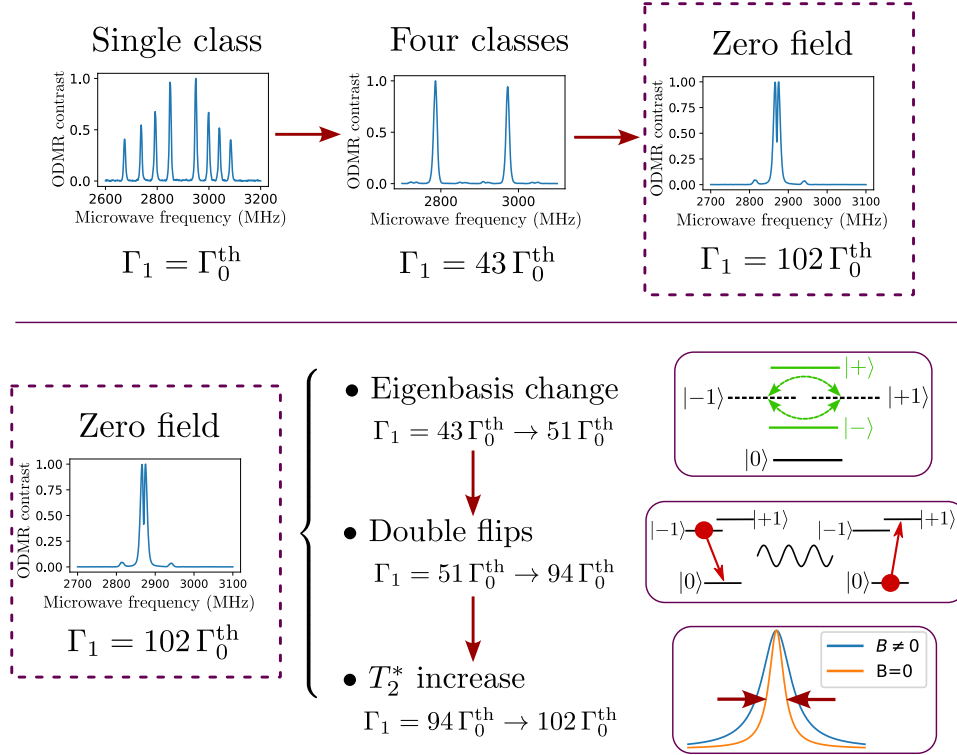 Single class
Four classes
Zero field
ODMR contrast
1.0
0.5
0.0
2600
2800
3000
3200
Microwave frequency (MHz)
Γ₁ = Γ₀ᵗʰ
ODMR contrast
1.0
0.5
0.0
2800
3000
Microwave frequency (MHz)
Γ₁ = 43 Γ₀ᵗʰ
ODMR contrast
1.00
0.75
0.50
0.25
0.00
2700
2800
2900
3000
3100
Microwave frequency (MHz)
Γ₁ = 102 Γ₀ᵗʰ
Zero field
ODMR contrast
1.00
0.75
0.50
0.25
0.00
2700
2800
2900
3000
3100
Microwave frequency (MHz)
Γ₁ = 102 Γ₀ᵗʰ
• Eigenbasis change
Γ₁ = 43 Γ₀ᵗʰ → 51 Γ₀ᵗʰ
• Double flips
Γ₁ = 51 Γ₀ᵗʰ → 94 Γ₀ᵗʰ
• T₂* increase
Γ₁ = 94 Γ₀ᵗʰ → 102 Γ₀ᵗʰ
|+⟩
|−1⟩
|+1⟩
|−⟩
|0⟩
|−1⟩
|+1⟩
|0⟩
|−1⟩
|+1⟩
|0⟩
B ≠ 0
B=0